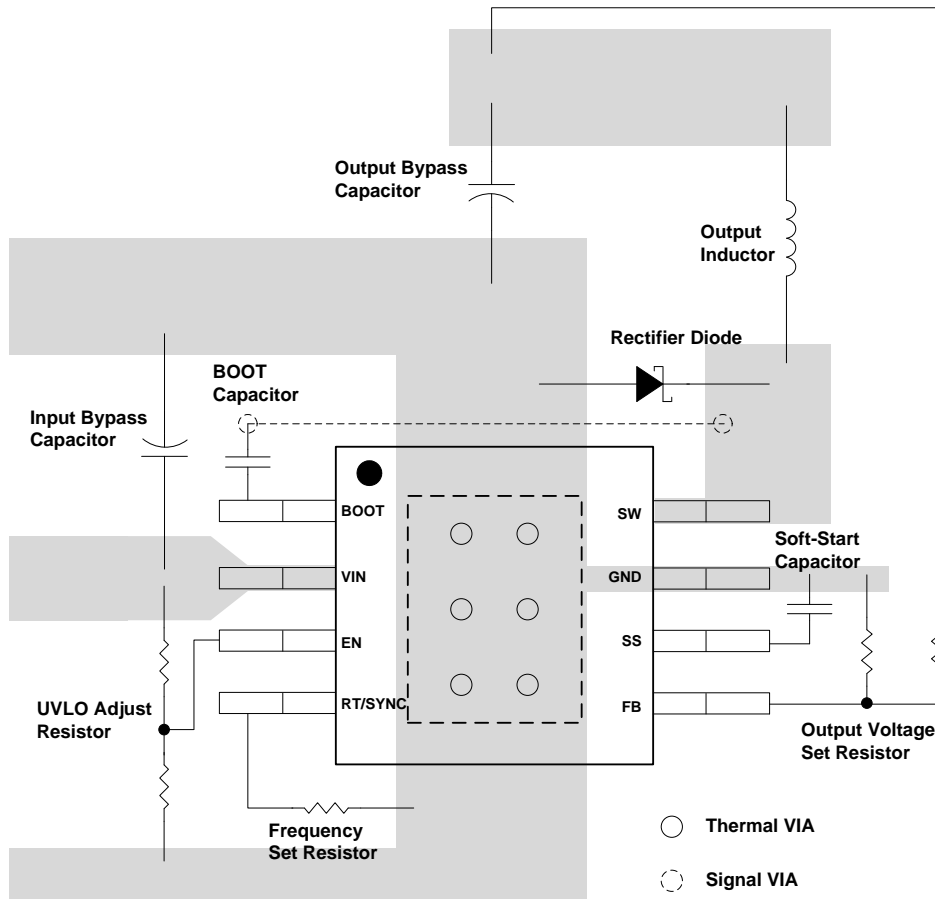 Output Bypass
Capacitor
Output
Inductor
Rectifier Diode
BOOT
Capacitor
Input Bypass
Capacitor
BOOT
SW
Soft-Start
Capacitor
VIN
GND
EN
SS
RT/SYNC
FB
UVLO Adjust
Resistor
Output Voltage
Set Resistor
Frequency
Set Resistor
Thermal VIA
Signal VIA